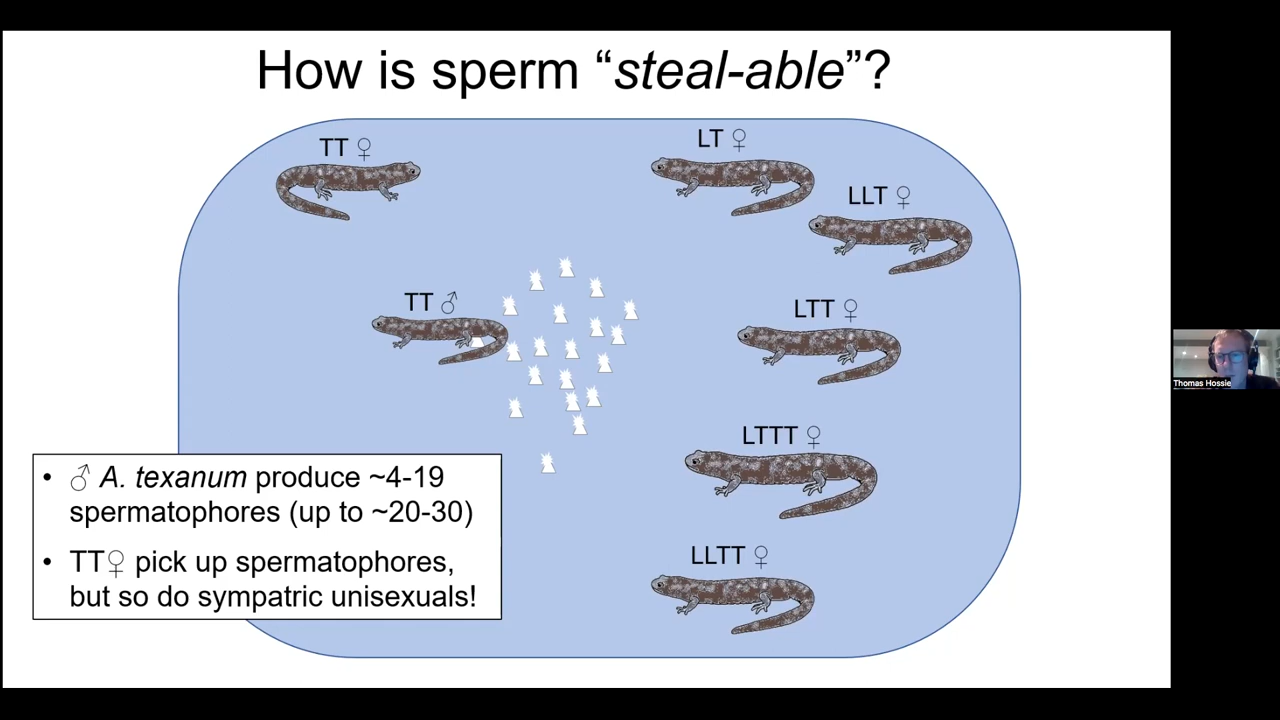 How is sperm “steal-able”?
TT ♀
LT ♀
LLT ♀
TT ♂
LTT ♀
LTTT ♀
LLTT ♀
• ♂ A. texanum produce ~4-19
spermatophores (up to ~20-30)
• TT♀ pick up spermatophores,
but so do sympatric unisexuals!
Thomas Hossie